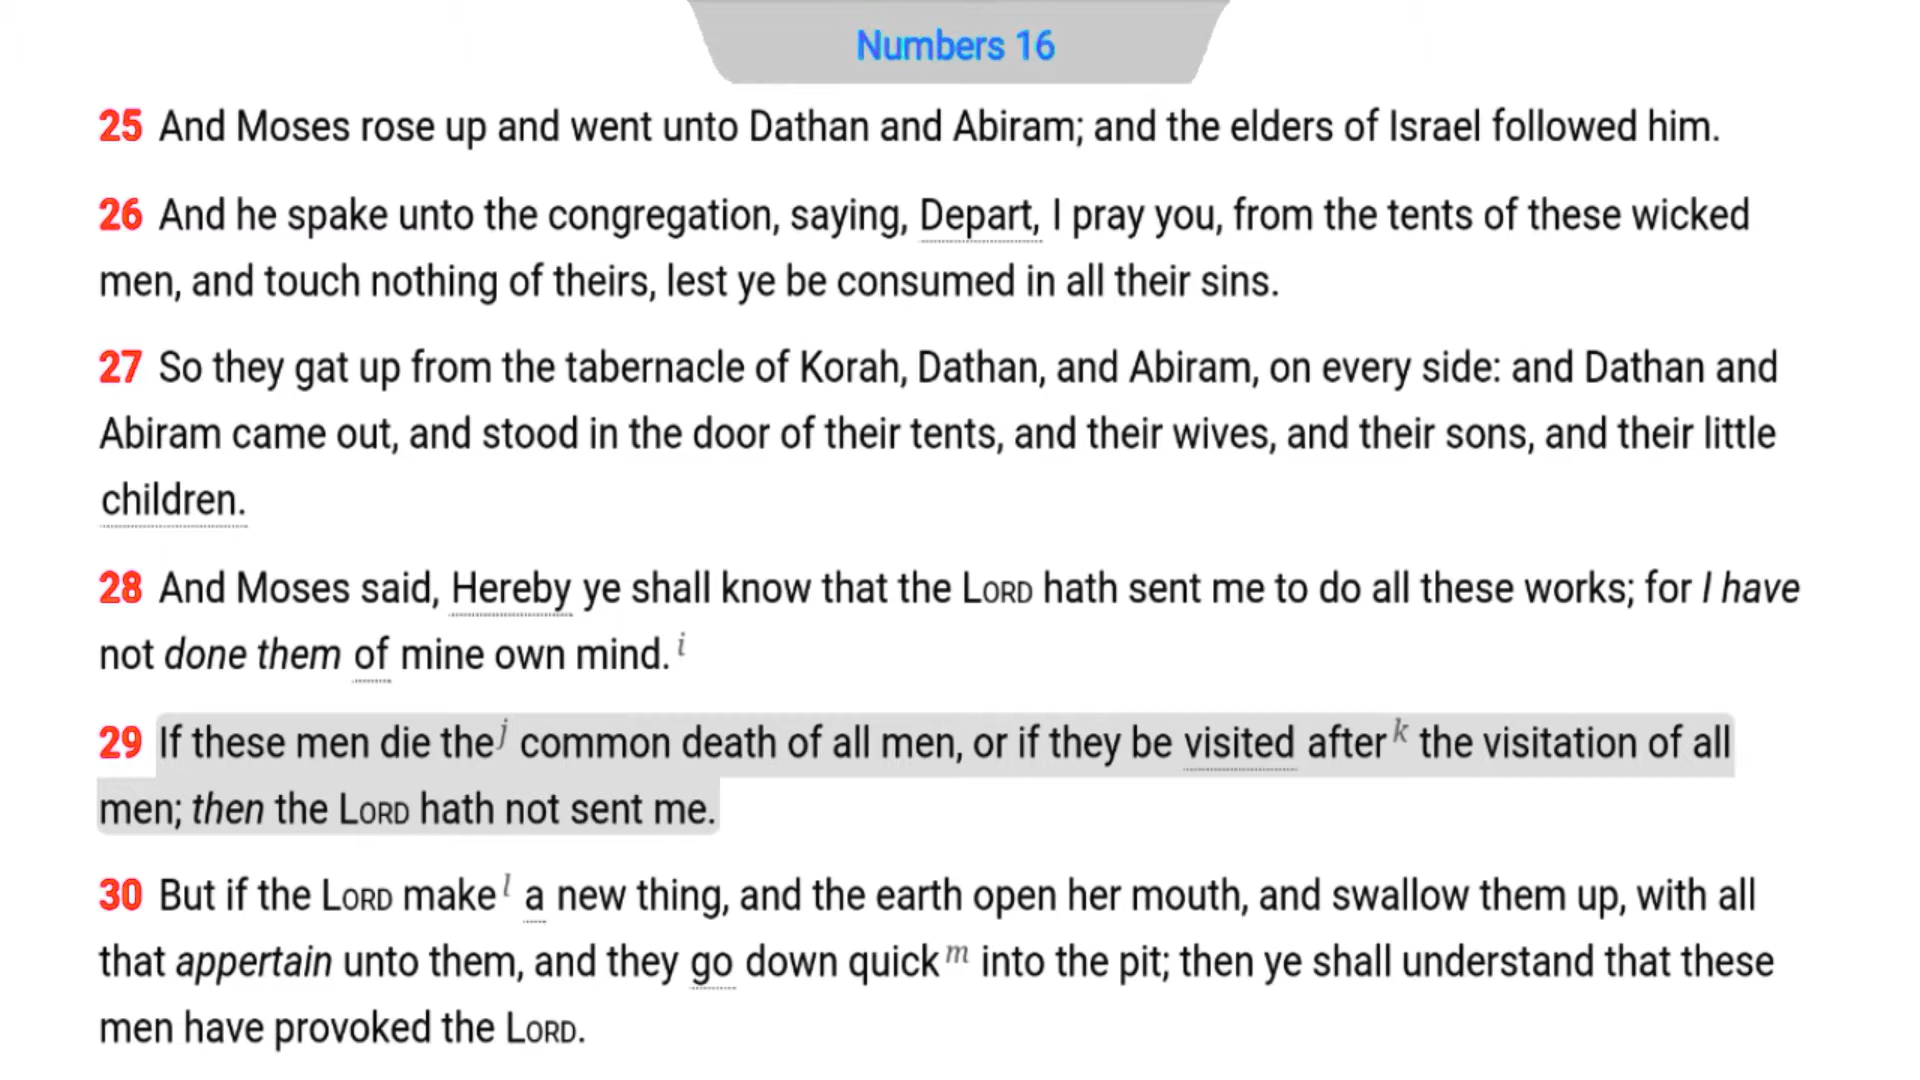 Numbers 16
25 And Moses rose up and went unto Dathan and Abiram; and the elders of Israel followed him.
26 And he spake unto the congregation, saying, Depart, I pray you, from the tents of these wicked
men, and touch nothing of theirs, lest ye be consumed in all their sins.
27 So they gat up from the tabernacle of Korah, Dathan, and Abiram, on every side: and Dathan and
Abiram came out, and stood in the door of their tents, and their wives, and their sons, and their little
children.
28 And Moses said, Hereby ye shall know that the LORD hath sent me to do all these works; for I have
not done them of mine own mind. i
29 If these men die the j common death of all men, or if they be visited after k the visitation of all
men; then the LORD hath not sent me.
30 But if the LORD make l a new thing, and the earth open her mouth, and swallow them up, with all
that appertain unto them, and they go down quick m into the pit; then ye shall understand that these
men have provoked the LORD.